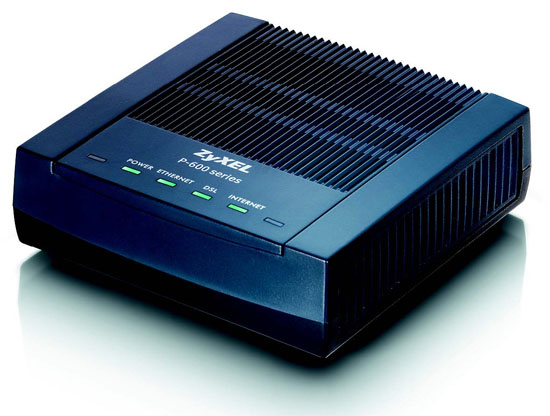 ZyXEL
P-600 series
POWER ETHERNET DSL INTERNET